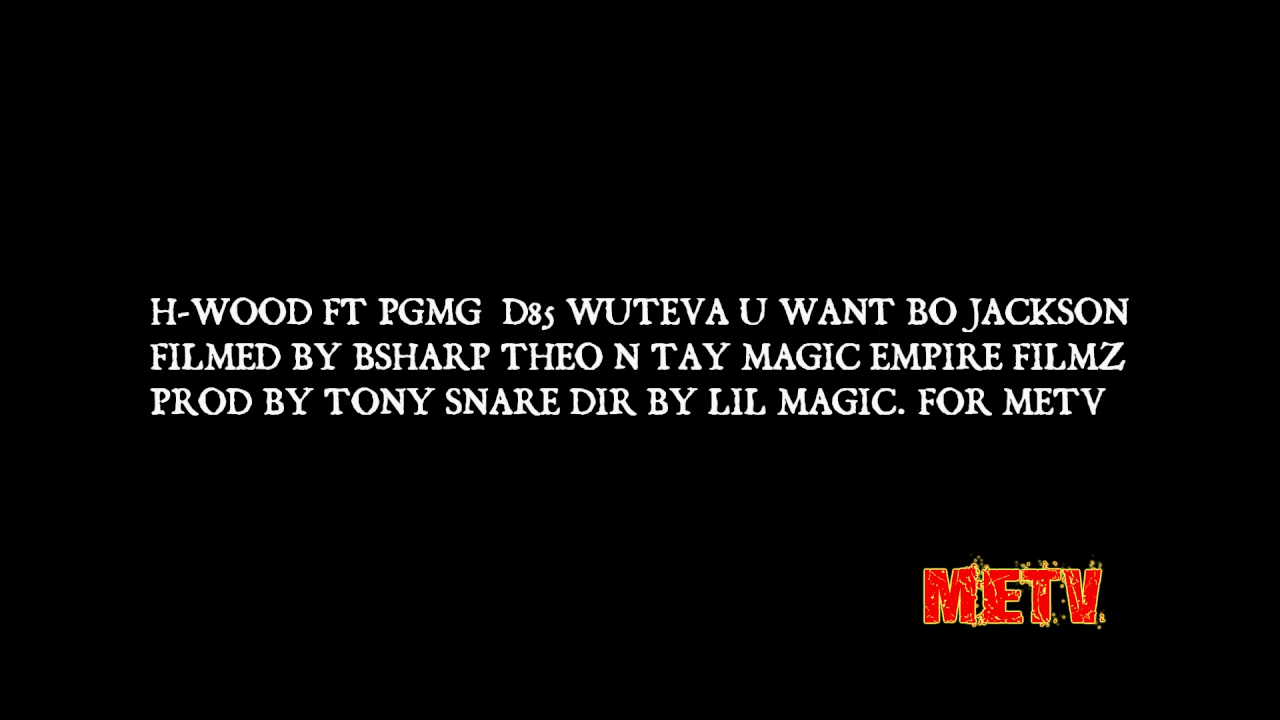 H-WOOD FT PGMG D85 WUTEVA U WANT BO JACKSON
FILMED BY BSHARP THEO N TAY MAGIC EMPIRE FILMZ
PROD BY TONY SNARE DIR BY LIL MAGIC. FOR METV
METV